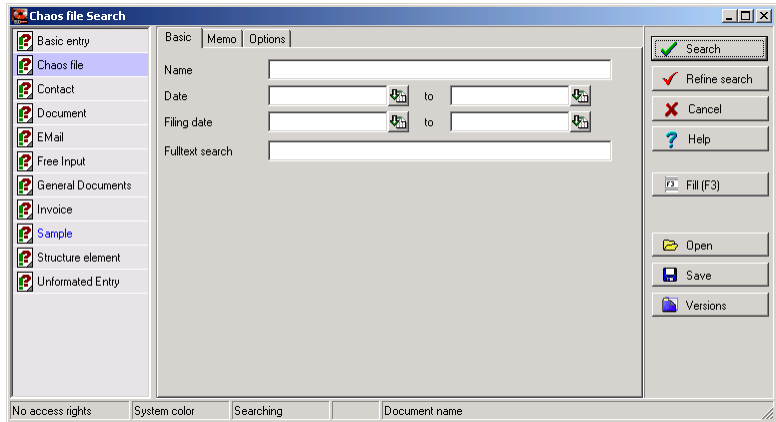 Chaos file Search
Basic entry
Chaos file
Contact
Document
EMail
Free Input
General Documents
Invoice
Sample
Structure element
Unformated Entry
Basic Memo Options
Name
Date to
Filing date to
Fulltext search
Search
Refine search
Cancel
Help
F3 Fill (F3)
Open
Save
Versions
No access rights System color Searching Document name